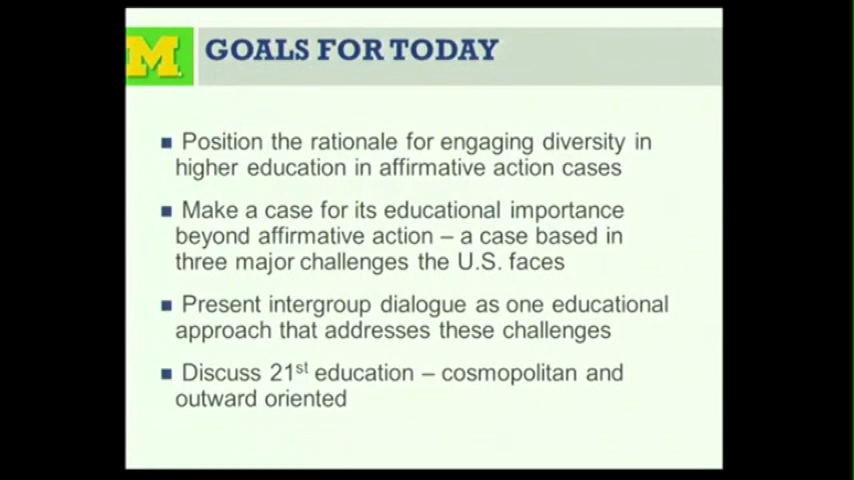 M
GOALS FOR TODAY
Position the rationale for engaging diversity in
higher education in affirmative action cases
Make a case for its educational importance
beyond affirmative action – a case based in
three major challenges the U.S. faces
Present intergroup dialogue as one educational
approach that addresses these challenges
Discuss 21st education – cosmopolitan and
outward oriented